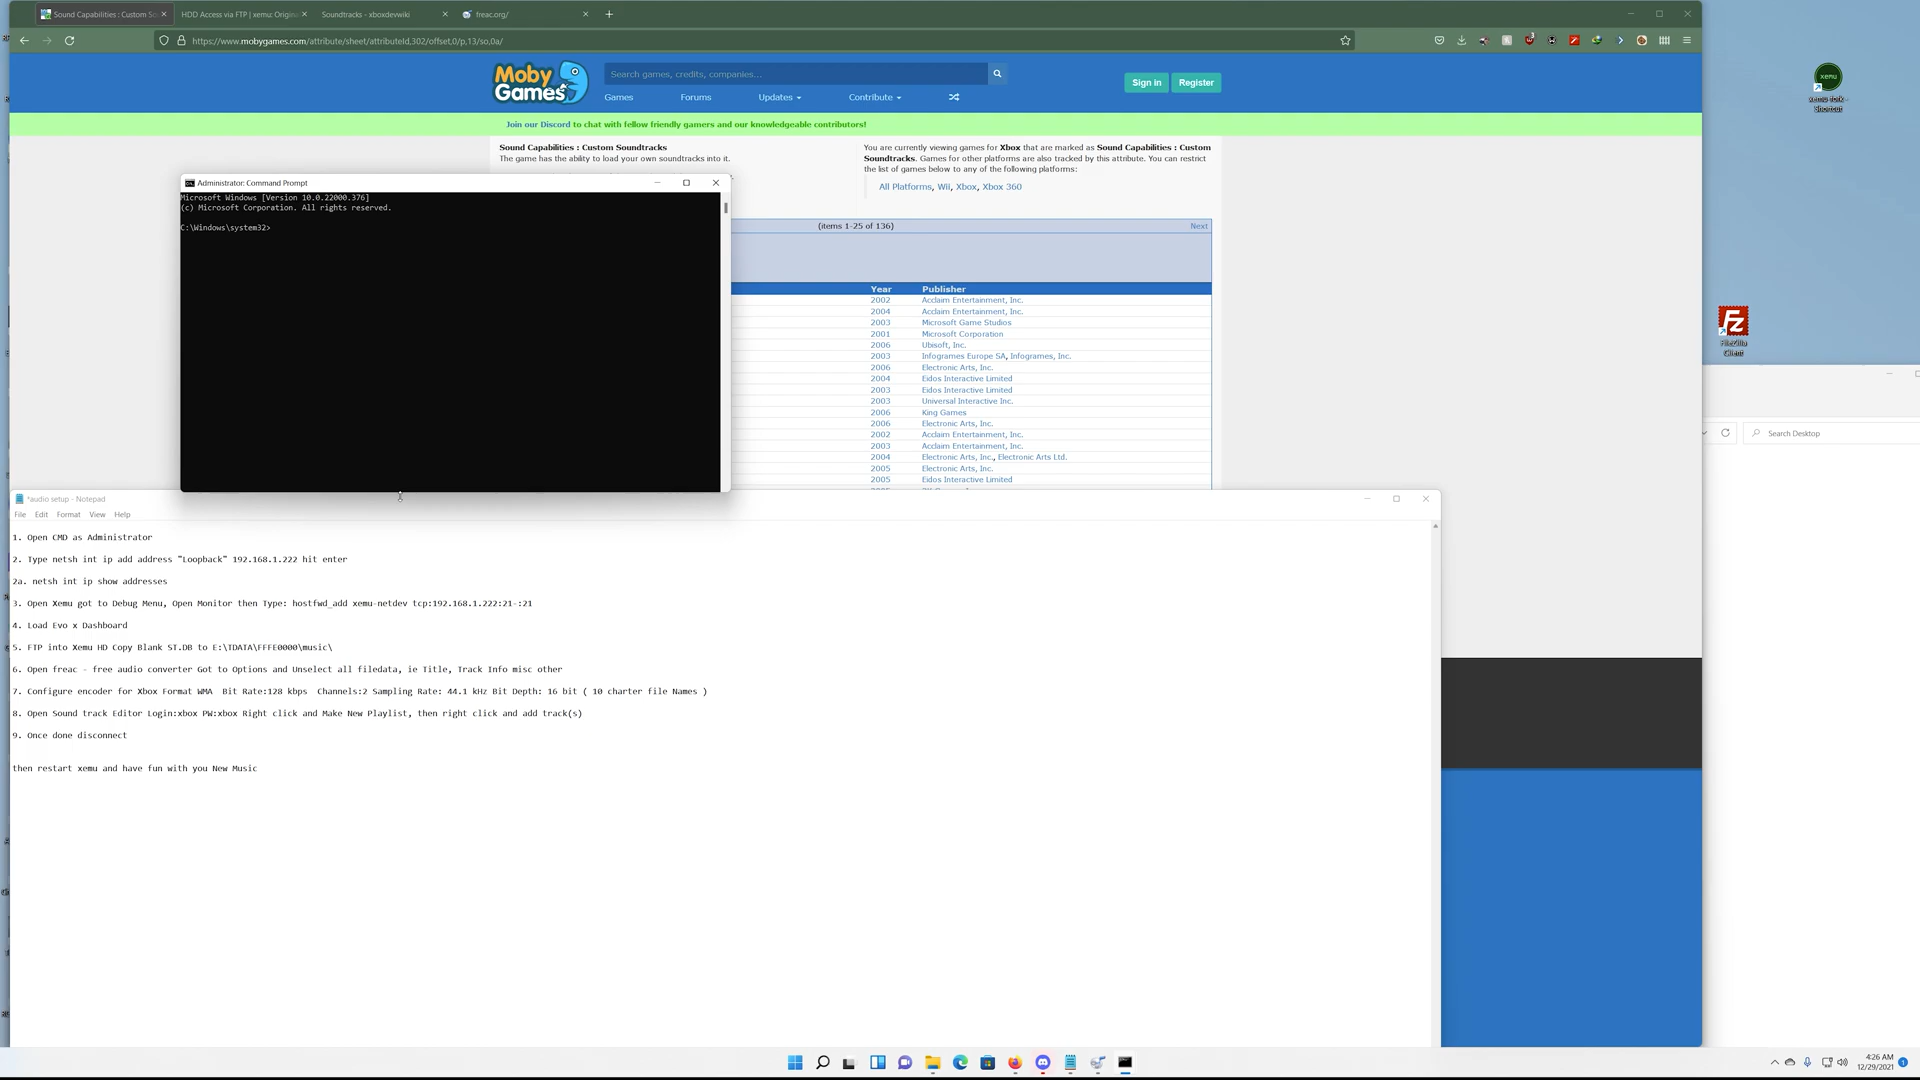 Sound Capabilities : Custom So
HDD Access via FTP | xemu: Origin
Soundtracks - xboxdevwiki
freac.org/
https://www.mobygames.com/attribute/sheet/attributeId,302/offset,0/p,13/so,0a/
Moby Games
Search games, credits, companies...
Sign in
Register
Games
Forums
Updates
Contribute
Join our Discord to chat with fellow friendly gamers and our knowledgeable contributors!
Sound Capabilities : Custom Soundtracks
The game has the ability to load your own soundtracks into it.
You are currently viewing games for Xbox that are marked as Sound Capabilities : Custom
Soundtracks. Games for other platforms are also tracked by this attribute. You can restrict
the list of games below to any of the following platforms:
All Platforms, Wii, Xbox, Xbox 360
(items 1-25 of 136)
Next
Year Publisher
2002 Acclaim Entertainment, Inc.
2004 Acclaim Entertainment, Inc.
2003 Microsoft Game Studios
2001 Microsoft Corporation
2006 Ubisoft, Inc.
2003 Infogrames Europe SA, Infogrames, Inc.
2006 Electronic Arts, Inc.
2004 Eidos Interactive Limited
2003 Eidos Interactive Limited
2003 Universal Interactive Inc.
2006 King Games
2006 Electronic Arts, Inc.
2002 Acclaim Entertainment, Inc.
2003 Acclaim Entertainment, Inc.
2004 Electronic Arts, Inc., Electronic Arts Ltd.
2005 Electronic Arts, Inc.
2005 Eidos Interactive Limited
Administrator: Command Prompt
Microsoft Windows [Version 10.0.22000.376]
(c) Microsoft Corporation. All rights reserved.
C:\Windows\system32>
xemu
xemu fork -
Shortcut
FileZilla
Client
Search Desktop
*audio setup - Notepad
File Edit Format View Help
1. Open CMD as Administrator
2. Type netsh int ip add address "Loopback" 192.168.1.222 hit enter
2a. netsh int ip show addresses
3. Open Xemu got to Debug Menu, Open Monitor then Type: hostfwd_add xemu-netdev tcp:192.168.1.222:21-:21
4. Load Evo x Dashboard
5. FTP into Xemu HD Copy Blank ST.DB to E:\TDATA\FFFE0000\music\
6. Open freac - free audio converter Got to Options and Unselect all filedata, ie Title, Track Info misc other
7. Configure encoder for Xbox Format WMA  Bit Rate:128 kbps  Channels:2 Sampling Rate: 44.1 kHz Bit Depth: 16 bit ( 10 charter file Names )
8. Open Sound track Editor Login:xbox PW:xbox Right click and Make New Playlist, then right click and add track(s)
9. Once done disconnect
then restart xemu and have fun with you New Music
4:26 AM
12/29/2021